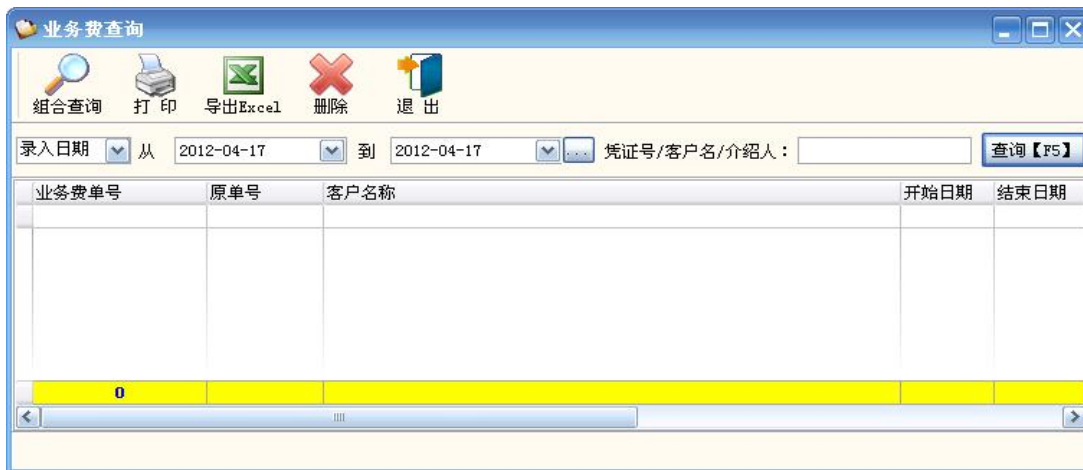 业务费查询
组合查询 打 印 导出Excel 删除 退 出
录入日期 从 2012-04-17 到 2012-04-17 ... 凭证号/客户名/介绍人： 查询【F5】
业务费单号 原单号 客户名称 开始日期 结束日期
0